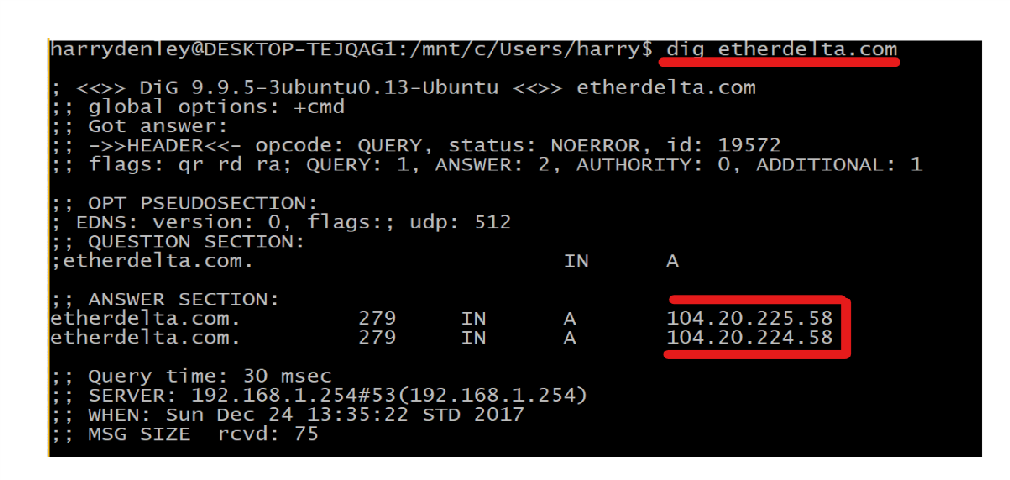 harrydenley@DESKTOP-TEJQAG1:/mnt/c/Users/harry$ dig etherdelta.com
; <<>> DiG 9.9.5-3ubuntu0.13-Ubuntu <<>> etherdelta.com
;; global options: +cmd
;; Got answer:
;; ->>HEADER<<- opcode: QUERY, status: NOERROR, id: 19572
;; flags: qr rd ra; QUERY: 1, ANSWER: 2, AUTHORITY: 0, ADDITIONAL: 1
;; OPT PSEUDOSECTION:
; EDNS: version: 0, flags:; udp: 512
;; QUESTION SECTION:
;etherdelta.com. IN A
;; ANSWER SECTION:
etherdelta.com. 279 IN A 104.20.225.58
etherdelta.com. 279 IN A 104.20.224.58
;; Query time: 30 msec
;; SERVER: 192.168.1.254#53(192.168.1.254)
;; WHEN: Sun Dec 24 13:35:22 STD 2017
;; MSG SIZE rcvd: 75